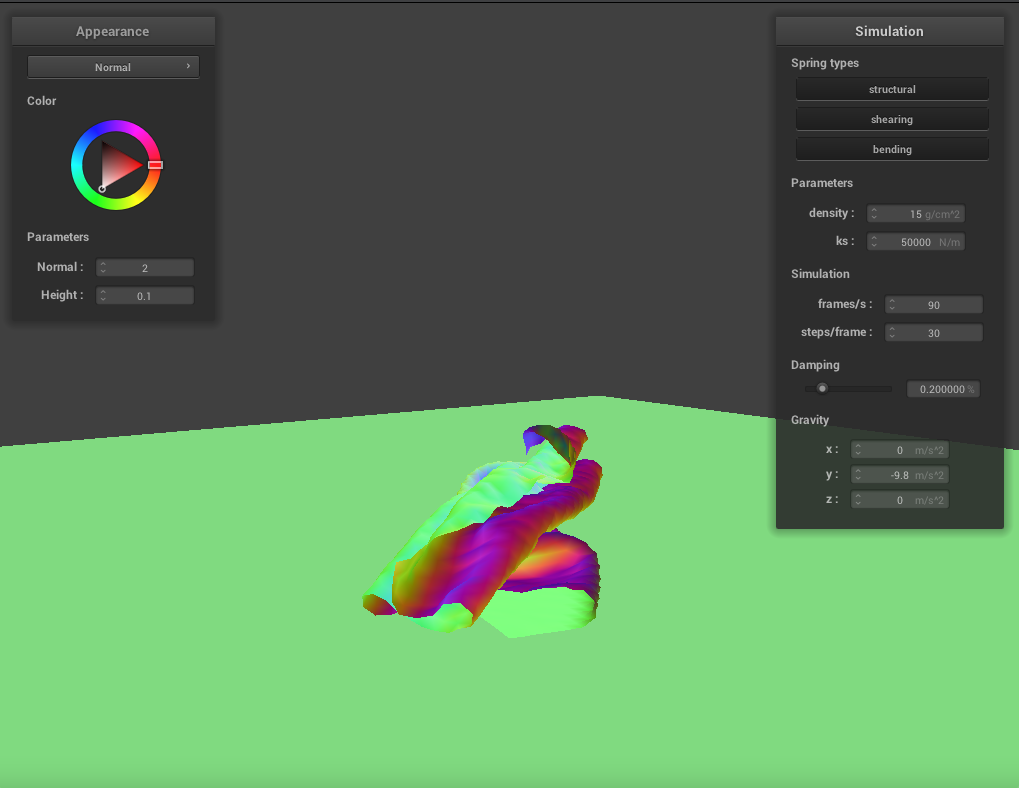 Appearance
Normal
Color
Parameters
Normal : 2
Height : 0.1
Simulation
Spring types
structural
shearing
bending
Parameters
density : 15 g/cm^2
ks : 50000 N/m
Simulation
frames/s : 90
steps/frame : 30
Damping
0.200000 %
Gravity
x : 0 m/s^2
y : -9.8 m/s^2
z : 0 m/s^2